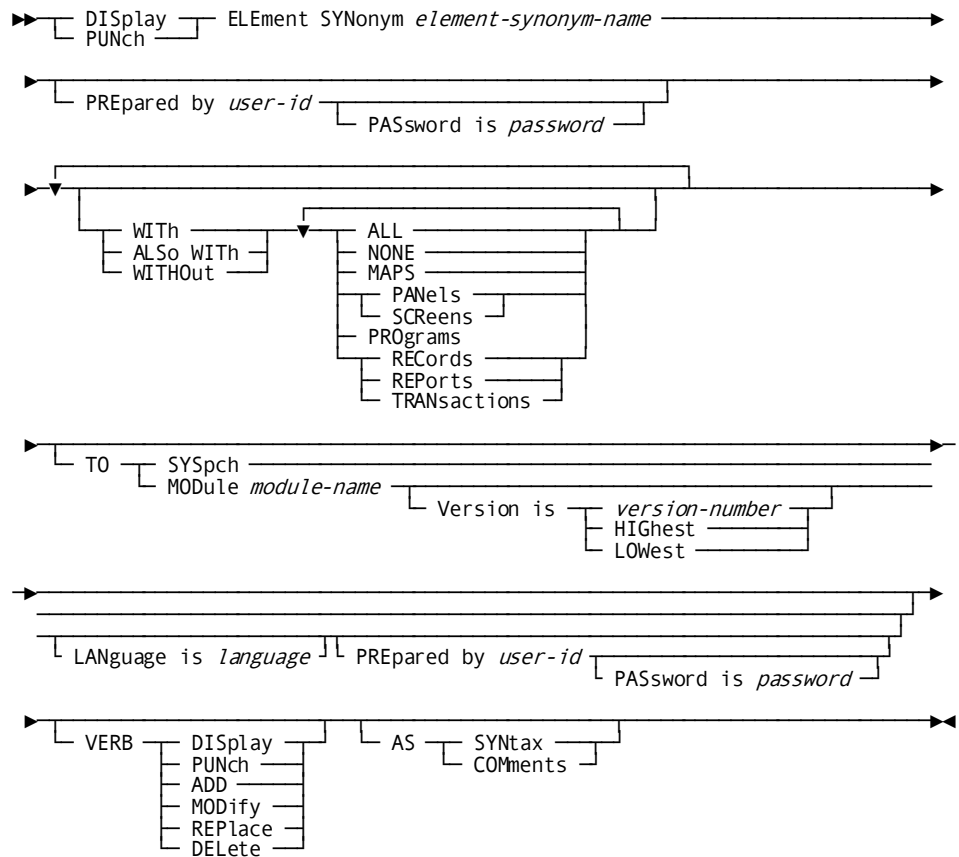 DISplay ELEment SYNonym element-synonym-name
PUNch
PREpared by user-id
PASsword is password
WITh
ALSo WITh
WITHOut
ALL
NONE
MAPS
PANels
SCReens
PROgrams
RECords
REPorts
TRANsactions
TO SYSpch
MODule module-name
Version is version-number
HIGhest
LOWest
LANguage is language PREpared by user-id
PASsword is password
VERB DISplay AS SYNtax
PUNch COMments
ADD
MODify
REPlace
DELete